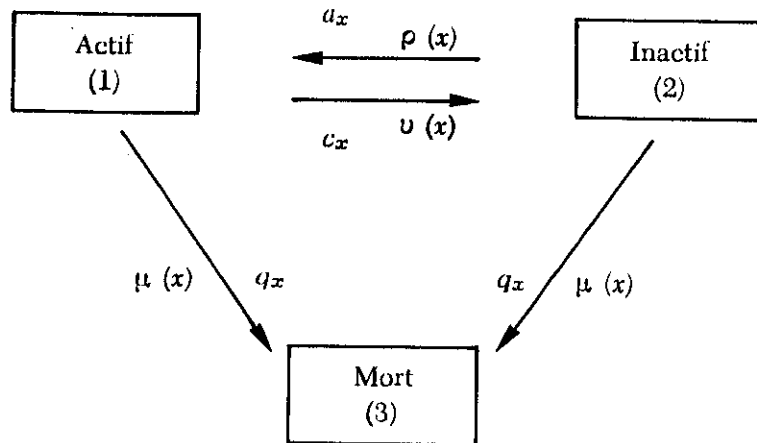 a_x
Actif
(1)
ρ (x)
Inactif
(2)
υ (x)
c_x
μ (x)
q_x
q_x
μ (x)
Mort
(3)